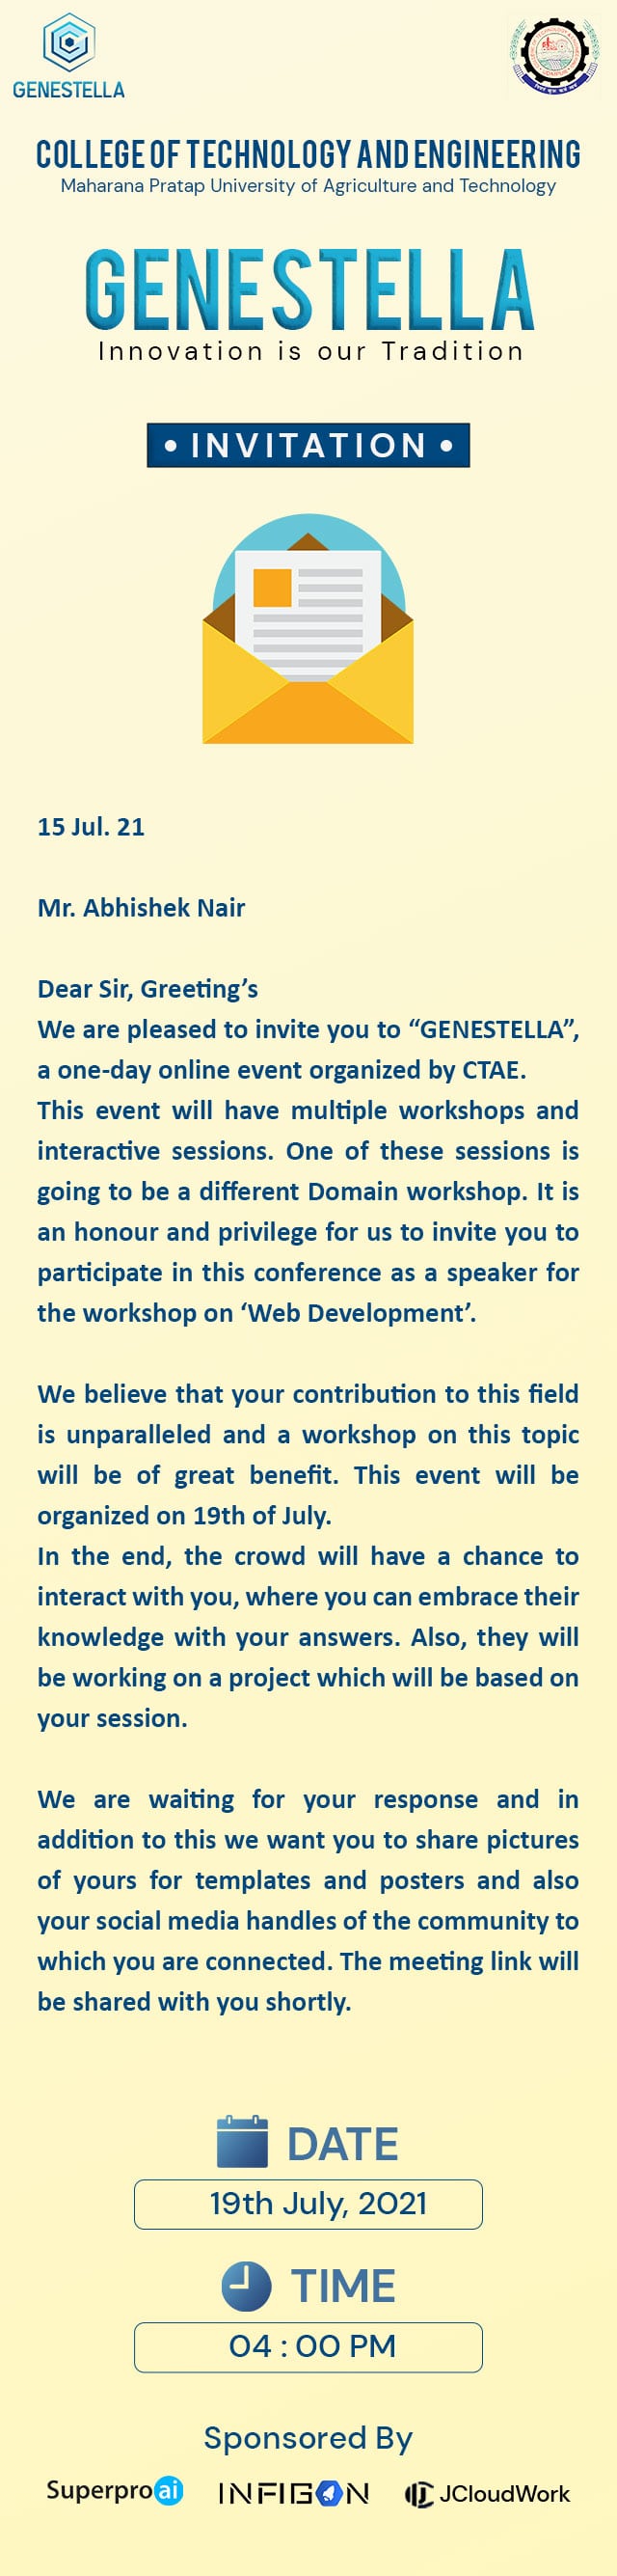 GENESTELLA
COLLEGE OF TECHNOLOGY AND ENGINEERING
Maharana Pratap University of Agriculture and Technology
GENESTELLA
Innovation is our Tradition
• INVITATION •
15 Jul. 21
Mr. Abhishek Nair
Dear Sir, Greeting’s
We are pleased to invite you to “GENESTELLA”,
a one-day online event organized by CTAE.
This event will have multiple workshops and
interactive sessions. One of these sessions is
going to be a different Domain workshop. It is
an honour and privilege for us to invite you to
participate in this conference as a speaker for
the workshop on ‘Web Development’.
We believe that your contribution to this field
is unparalleled and a workshop on this topic
will be of great benefit. This event will be
organized on 19th of July.
In the end, the crowd will have a chance to
interact with you, where you can embrace their
knowledge with your answers. Also, they will
be working on a project which will be based on
your session.
We are waiting for your response and in
addition to this we want you to share pictures
of yours for templates and posters and also
your social media handles of the community to
which you are connected. The meeting link will
be shared with you shortly.
DATE
19th July, 2021
TIME
04 : 00 PM
Sponsored By
Superpro ai
INFIGON
JCloudWork